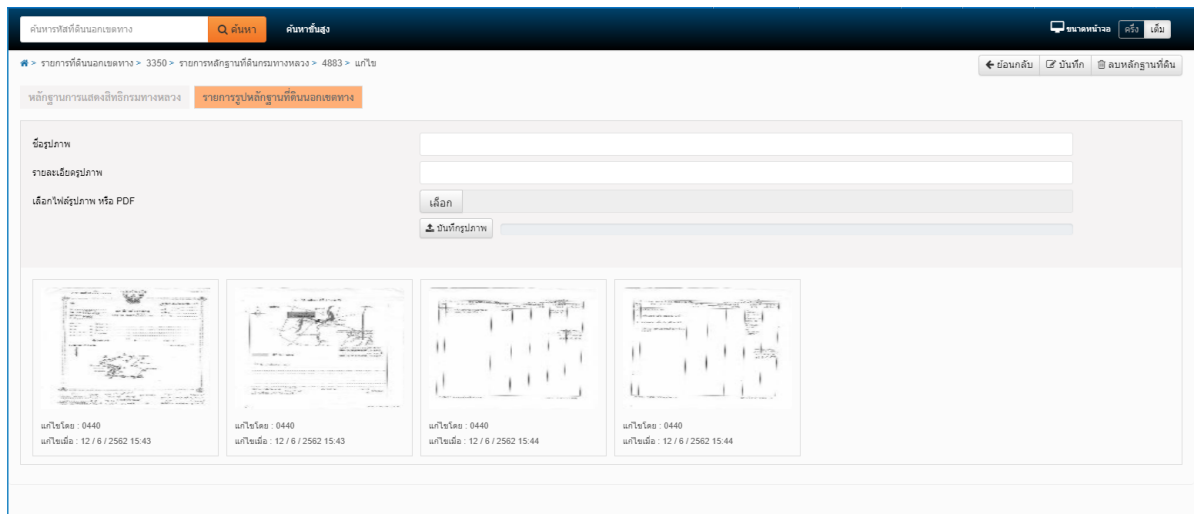 ค้นหารหัสที่ดินนอกเขตทาง ค้นหา ค้นหาขั้นสูง ขนาดหน้าจอ ครึ่ง เต็ม
> รายการที่ดินนอกเขตทาง > 3350 > รายการหลักฐานที่ดินกรมทางหลวง > 4883 > แก้ไข ย้อนกลับ บันทึก ลบหลักฐานที่ดิน
หลักฐานการแสดงสิทธิกรมทางหลวง รายการรูปหลักฐานที่ดินนอกเขตทาง
ชื่อรูปภาพ
รายละเอียดรูปภาพ
เลือกไฟล์รูปภาพ หรือ PDF เลือก
บันทึกรูปภาพ
แก้ไขโดย : 0440 แก้ไขโดย : 0440 แก้ไขโดย : 0440 แก้ไขโดย : 0440
แก้ไขเมื่อ : 12 / 6 / 2562 15:43 แก้ไขเมื่อ : 12 / 6 / 2562 15:43 แก้ไขเมื่อ : 12 / 6 / 2562 15:44 แก้ไขเมื่อ : 12 / 6 / 2562 15:44